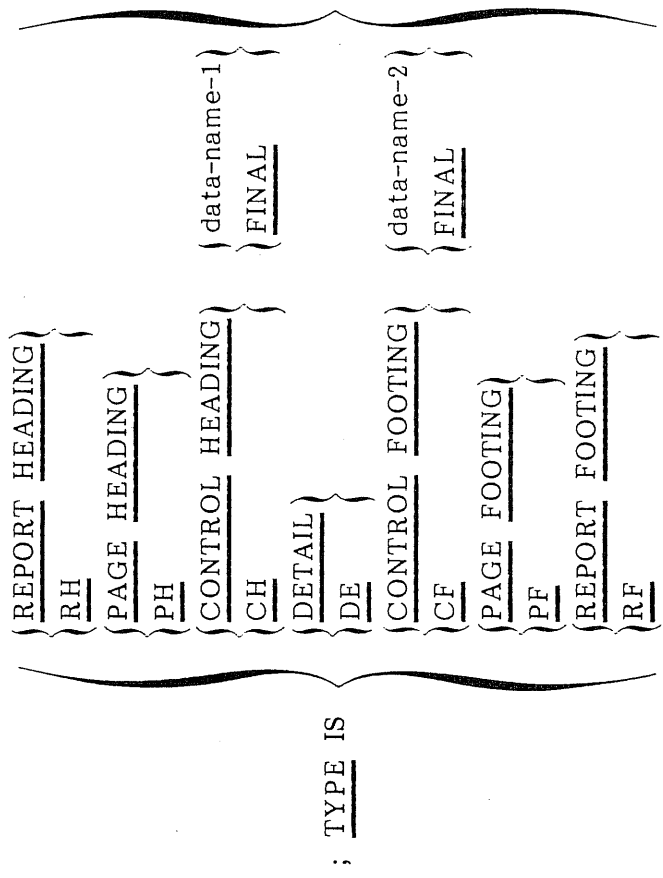 REPORT HEADING
RH
PAGE HEADING
PH
CONTROL HEADING data-name-1
CH FINAL
DETAIL
; TYPE IS
DE
CONTROL FOOTING data-name-2
CF FINAL
PAGE FOOTING
PF
REPORT FOOTING
RF